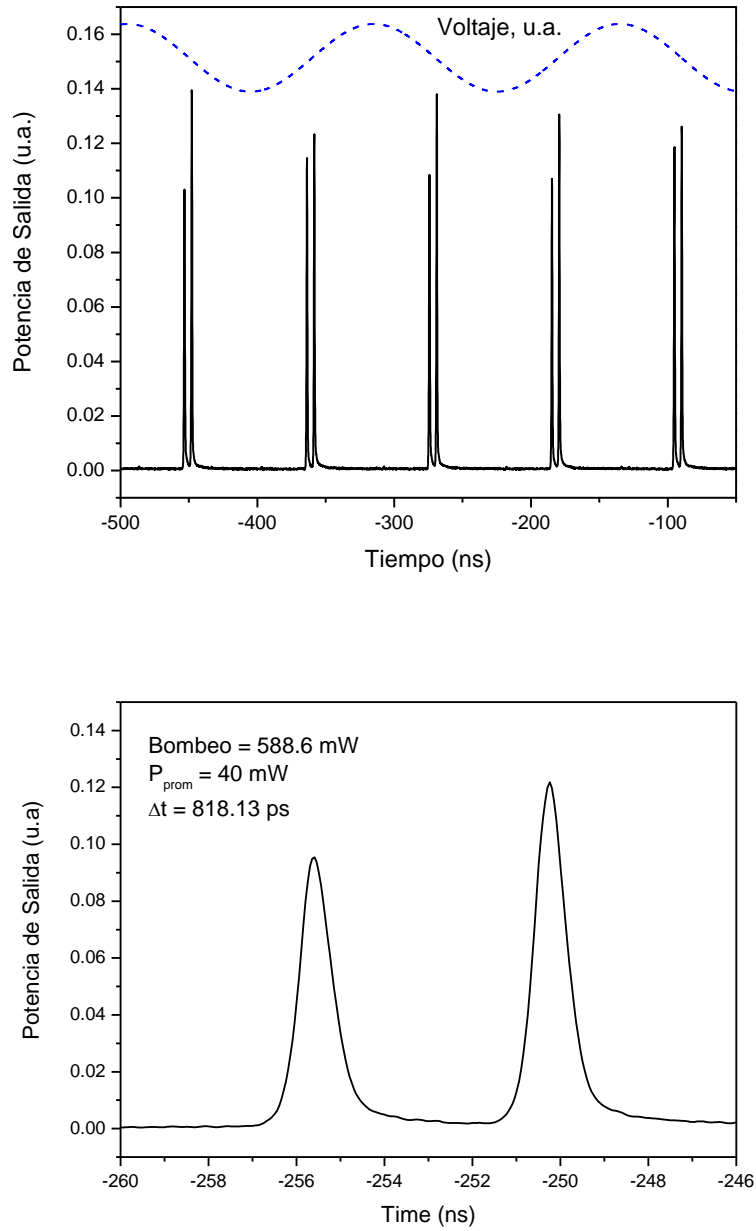 Voltaje, u.a.
0.16
0.14
0.12
0.10
0.08
0.06
0.04
0.02
0.00
Potencia de Salida (u.a.)
-500 -400 -300 -200 -100
Tiempo (ns)
Bombeo = 588.6 mW
Pprom = 40 mW
Δt = 818.13 ps
0.14
0.12
0.10
0.08
0.06
0.04
0.02
0.00
Potencia de Salida (u.a)
-260 -258 -256 -254 -252 -250 -248 -246
Time (ns)